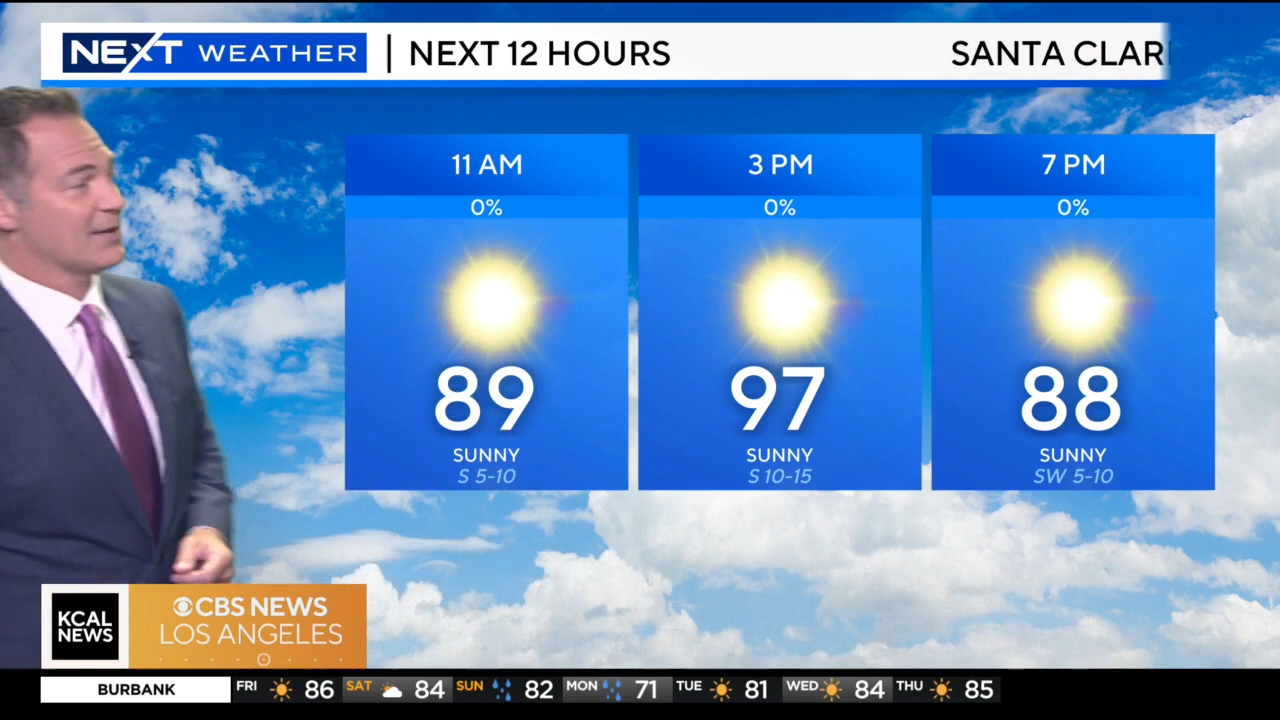 NEXT WEATHER | NEXT 12 HOURS SANTA CLAR
11 AM 3 PM 7 PM
0% 0% 0%
89 97 88
SUNNY SUNNY SUNNY
S 5-10 S 10-15 SW 5-10
KCAL NEWS
CBS NEWS
LOS ANGELES
BURBANK FRI 86 SAT 84 SUN 82 MON 71 TUE 81 WED 84 THU 85